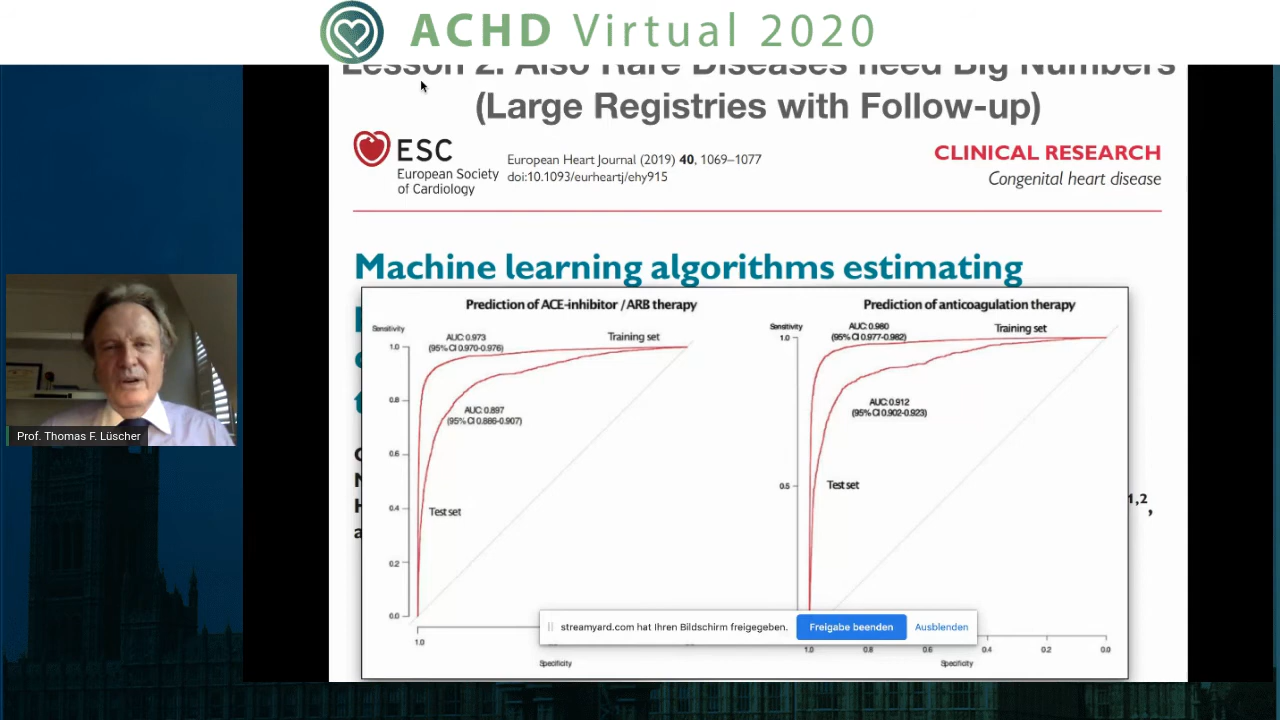 ACHD Virtual 2020
Lesson 2: Also Rare Diseases need Big Numbers
(Large Registries with Follow-up)
ESC
European Society
of Cardiology
European Heart Journal (2019) 40, 1069–1077
doi:10.1093/eurheartj/ehy915
CLINICAL RESEARCH
Congenital heart disease
Machine learning algorithms estimating
Prediction of ACE-inhibitor / ARB therapy
Sensitivity
AUC: 0.973
(95% CI 0.970-0.976)
Training set
1.0
AUC: 0.897
(95% CI 0.886-0.907)
0.8
0.6
Test set
0.4
0.2
0.0
1.0
Specificity
Prediction of anticoagulation therapy
Sensitivity
AUC: 0.980
(95% CI 0.977-0.982)
Training set
1.0
AUC: 0.912
(95% CI 0.902-0.923)
0.5
Test set
1.0 0.8 0.6 0.4 0.2 0.0
Specificity
1,2,
streamyard.com hat Ihren Bildschirm freigegeben.
Freigabe beenden
Ausblenden
Prof. Thomas F. Lüscher